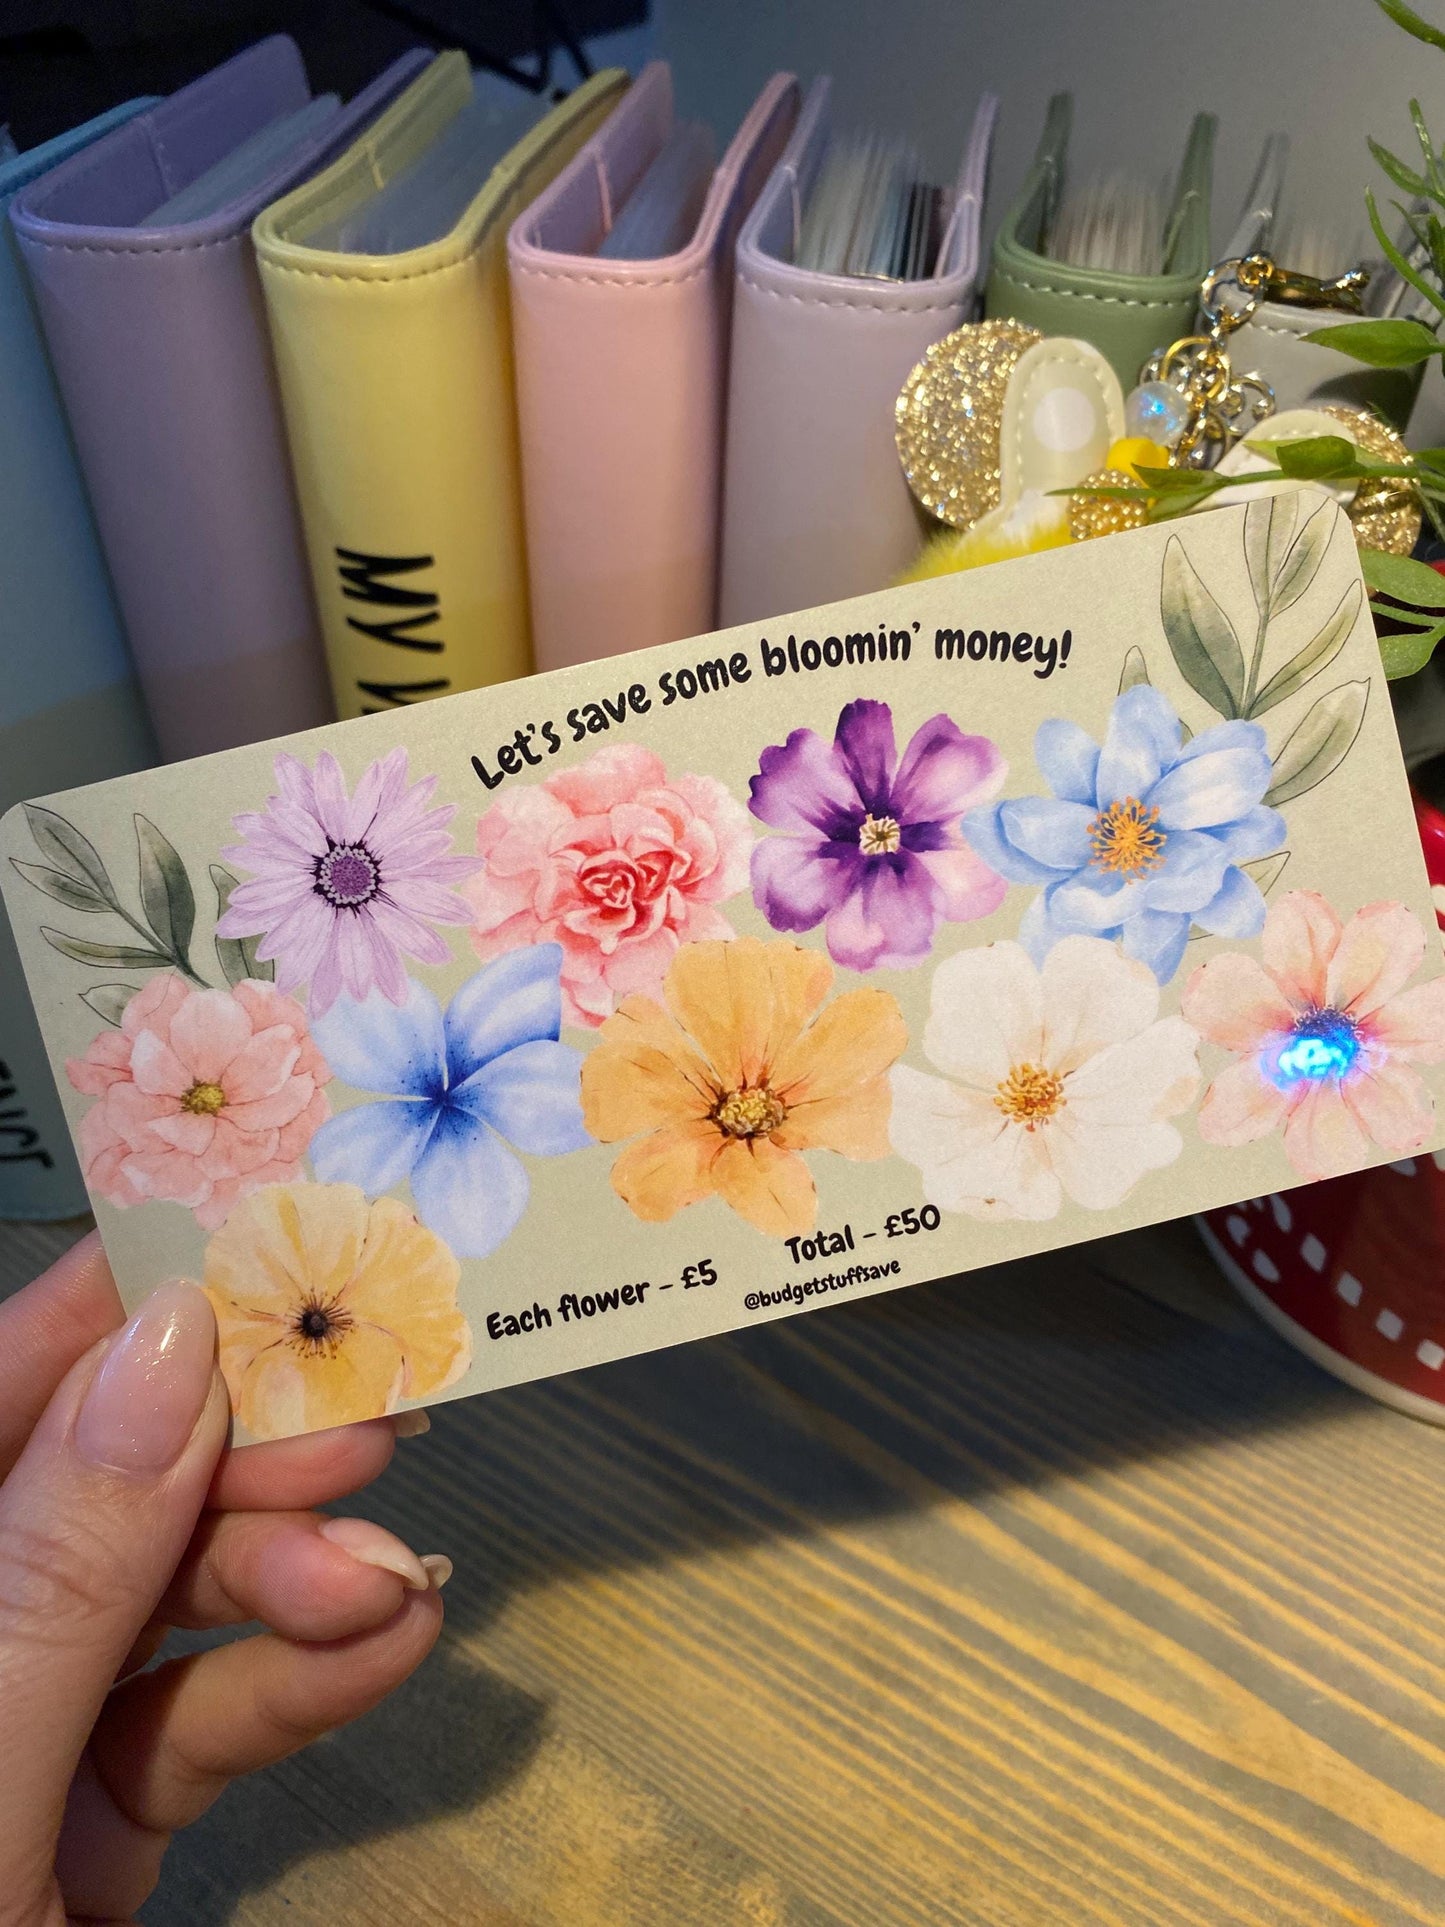 MY
Let's save some bloomin' money!
Each flower - £5
Total - £50
@budgetstuffsave